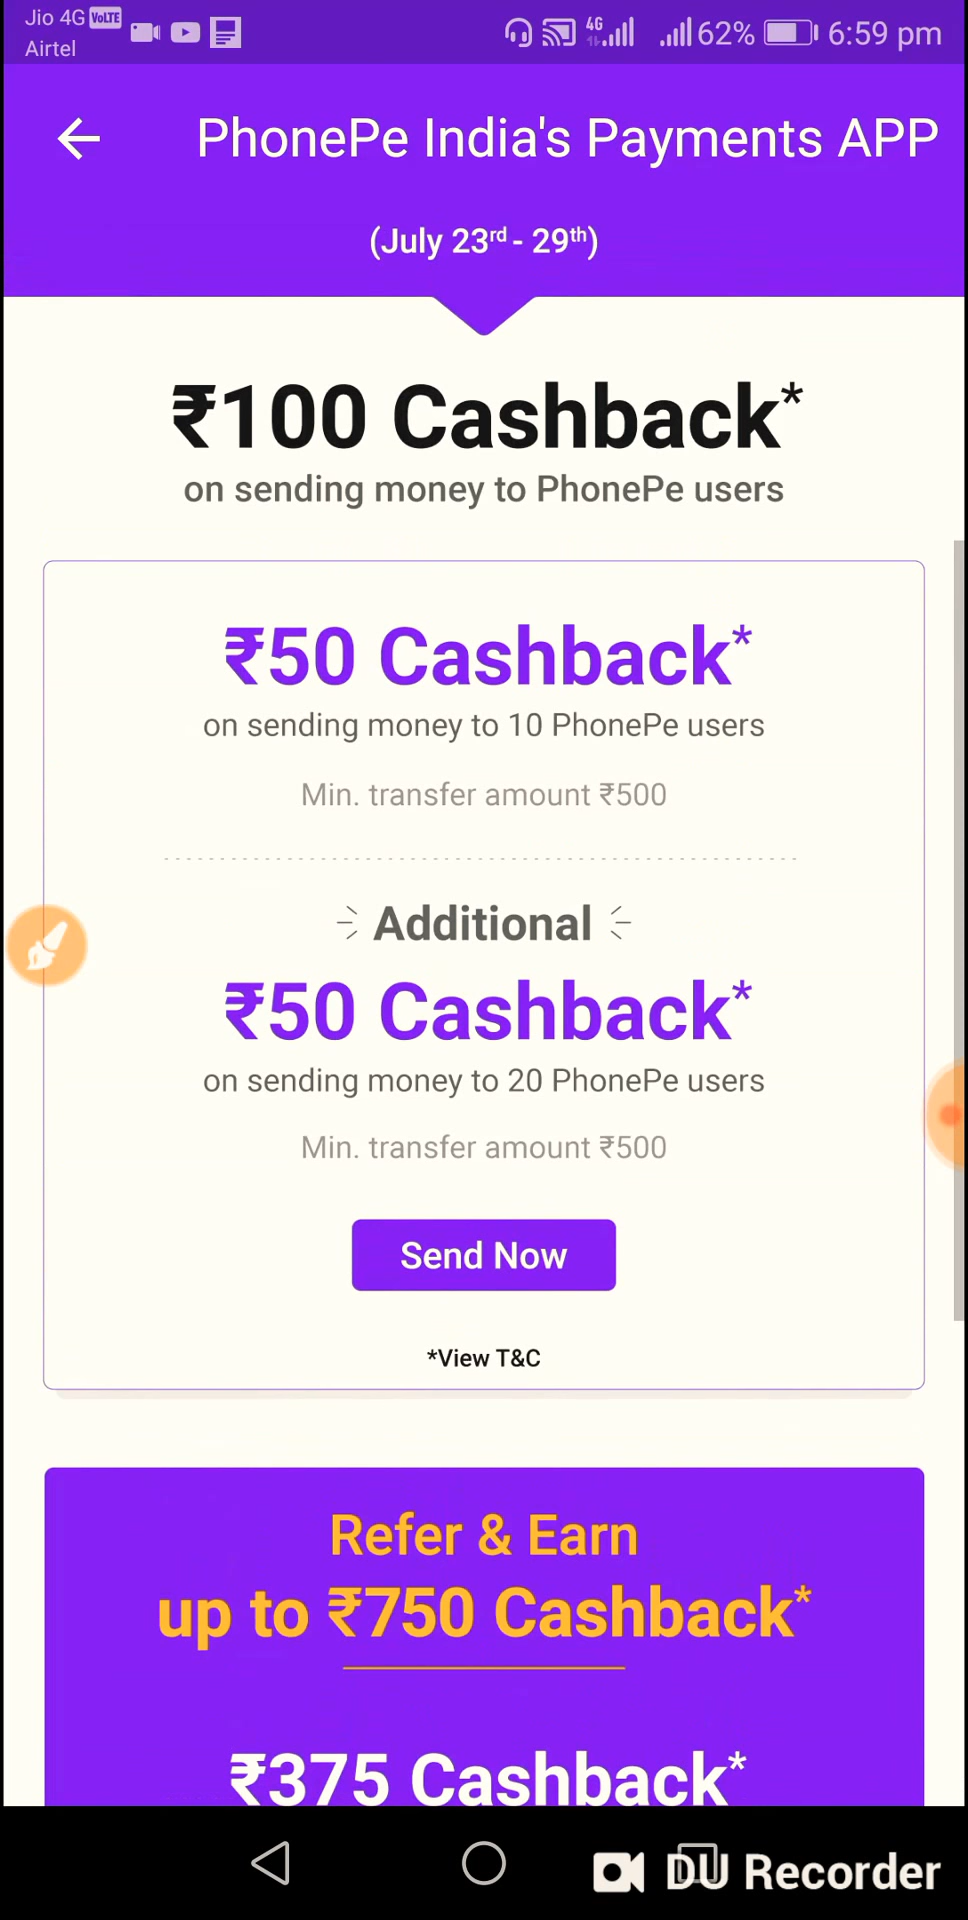 Jio 4G VoLTE
Airtel
4G
62%
6:59 pm
PhonePe India's Payments APP
(July 23rd - 29th)
₹100 Cashback*
on sending money to PhonePe users
₹50 Cashback*
on sending money to 10 PhonePe users
Min. transfer amount ₹500
Additional
₹50 Cashback*
on sending money to 20 PhonePe users
Min. transfer amount ₹500
Send Now
*View T&C
Refer & Earn
up to ₹750 Cashback*
₹375 Cashback*
DU Recorder